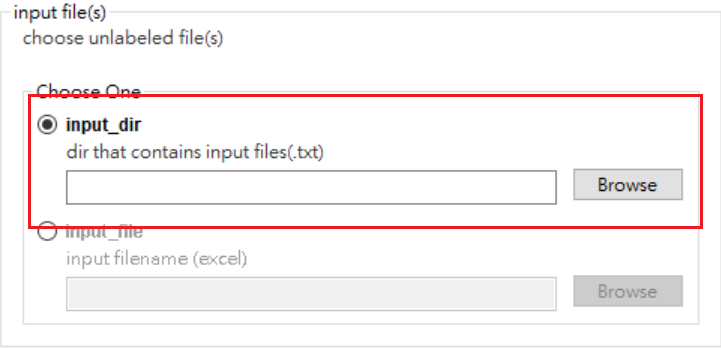 input file(s)
choose unlabeled file(s)
Choose One
input_dir
dir that contains input files(.txt)
Browse
input_file
input filename (excel)
Browse